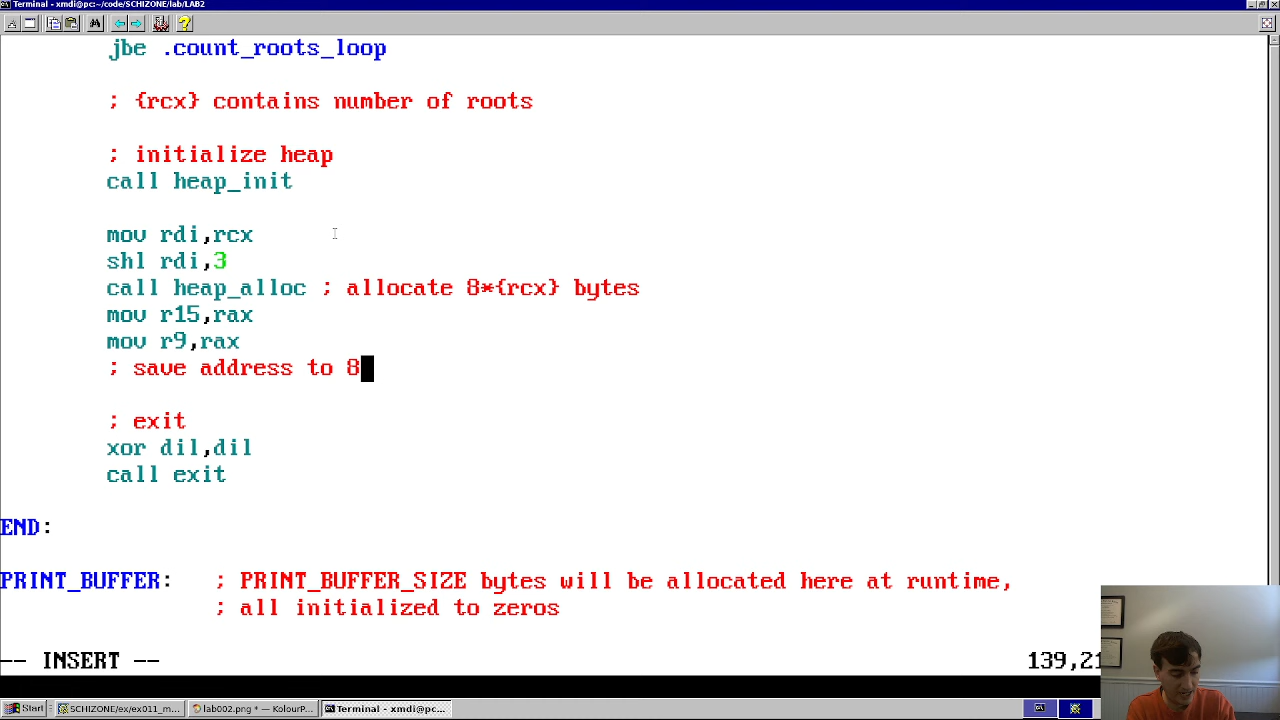 Terminal - xmdi@pc:~/code/SCHIZONE/lab/LAB2
jbe .count_roots_loop
; {rcx} contains number of roots
; initialize heap
call heap_init
mov rdi,rcx
shl rdi,3
call heap_alloc ; allocate 8*{rcx} bytes
mov r15,rax
mov r9,rax
; save address to 8
; exit
xor dil,dil
call exit
END:
PRINT_BUFFER: ; PRINT_BUFFER_SIZE bytes will be allocated here at runtime,
; all initialized to zeros
-- INSERT -- 139,21
Start SCHIZONE/ex/ex011_m... lab002.png * — KolourP... Terminal - xmdi@pc...